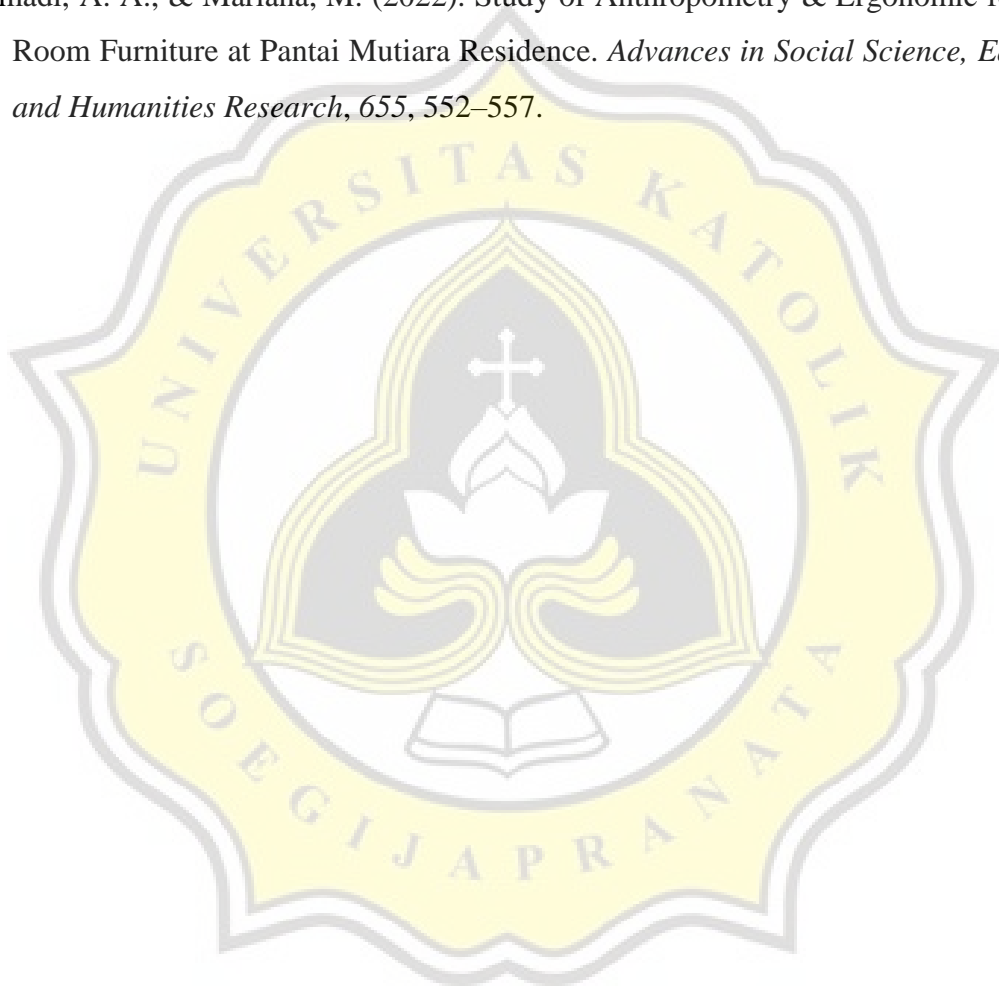 A. A., & Mariana, M. (2022). Study of Anthropometry & Ergonomic
Room Furniture at Pantai Mutiara Residence. Advances in Social Science,
and Humanities Research, 655, 552–557.
UNIVERSITAS KATOLIK
SOEGIJAPRANATA